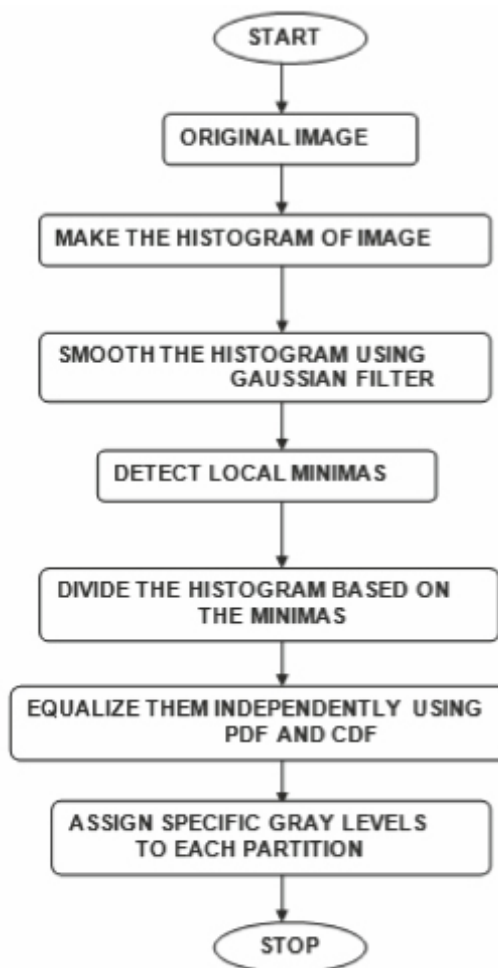 START
ORIGINAL IMAGE
MAKE THE HISTOGRAM OF IMAGE
SMOOTH THE HISTOGRAM USING
GAUSSIAN FILTER
DETECT LOCAL MINIMAS
DIVIDE THE HISTOGRAM BASED ON
THE MINIMAS
EQUALIZE THEM INDEPENDENTLY USING
PDF AND CDF
ASSIGN SPECIFIC GRAY LEVELS
TO EACH PARTITION
STOP